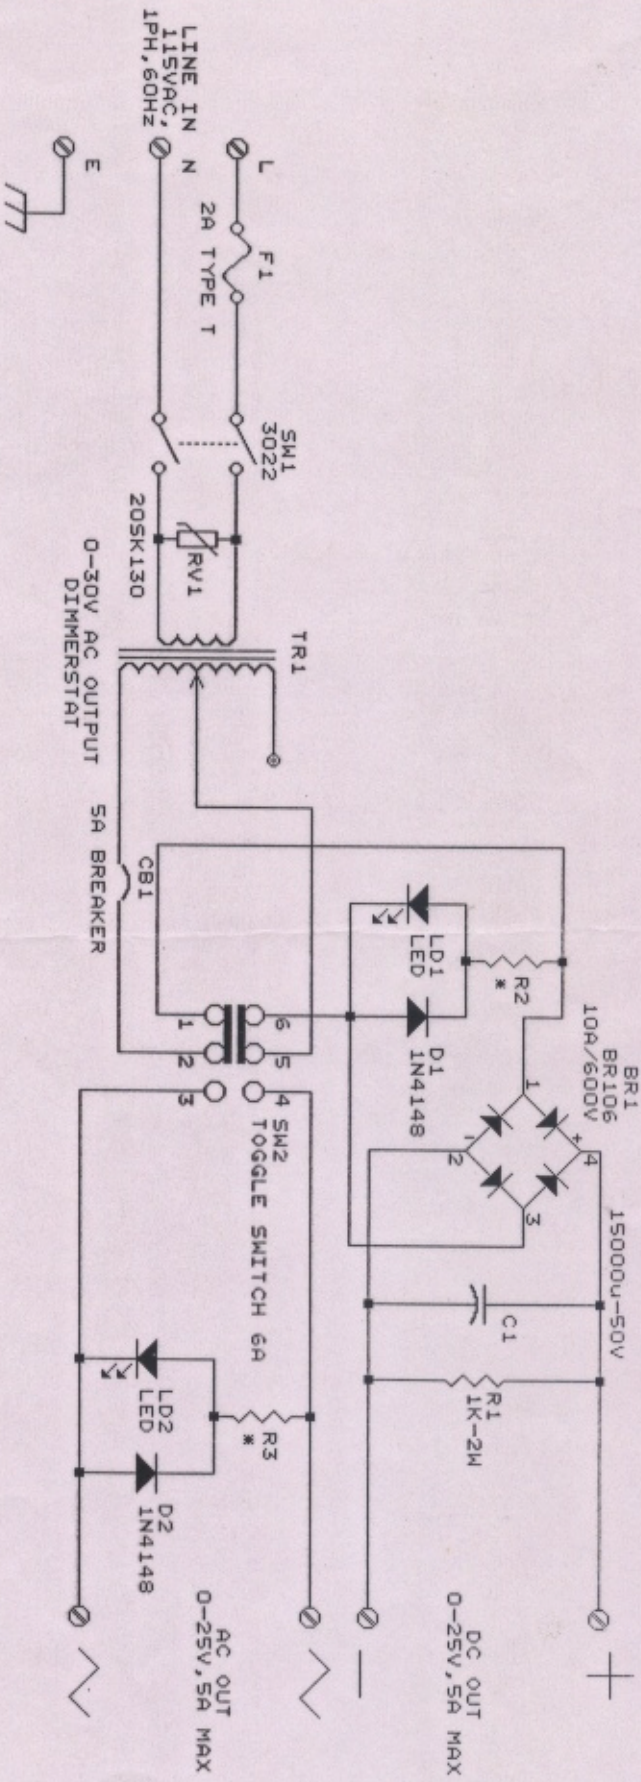 LINE IN
115VAC,
1PH, 60Hz
L
N
E
F1
2A TYPE T
SW1
3022
RV1
20SK130
TR1
0-30V AC OUTPUT
DIMMERSTAT
CB1
5A BREAKER
1
2
3
6
5
4
SW2
TOGGLE SWITCH 6A
LD1
LED
D1
1N4148
R2
*
BR1
BR106
10A/600V
1
2
3
4
-
+
15000u-50V
C1
R1
1K-2W
+
-
DC OUT
0-25V, 5A MAX
R3
*
LD2
LED
D2
1N4148
AC OUT
0-25V, 5A MAX